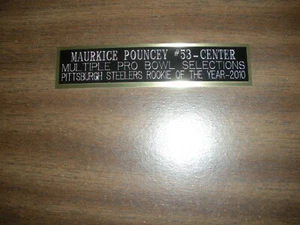 MAURKICE POUNCEY #53-CENTER
MULTIPLE PRO BOWL SELECTIONS
PITTSBURGH STEELERS ROOKIE OF THE YEAR-2010